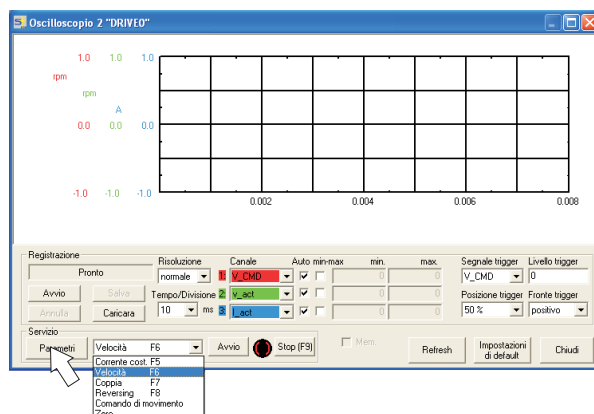 Oscilloscopio 2 "DRIVE0"
1.0 1.0 1.0
rpm
rpm
A
0.0 0.0 0.0
-1.0 -1.0 -1.0
0.002 0.004 0.006 0.008
Registrazione
Pronto
Risoluzione Canale Auto min-max min. max. Segnale trigger Livello trigger
normale 1: V_CMD 0 0 V_CMD 0
Avvio Salva Tempo/Divisione 2: v_act 0 0 Posizione trigger Fronte trigger
Annulla Caricara 10 ms 3: I_act 0 0 50 % positivo
Servizio
Parametri Velocità F6 Avvio Stop (F9) Mem. Refresh Impostazioni di default Chiudi
Corrente cost. F5
Velocità F6
Coppia F7
Reversing F8
Comando di movimento
Zero